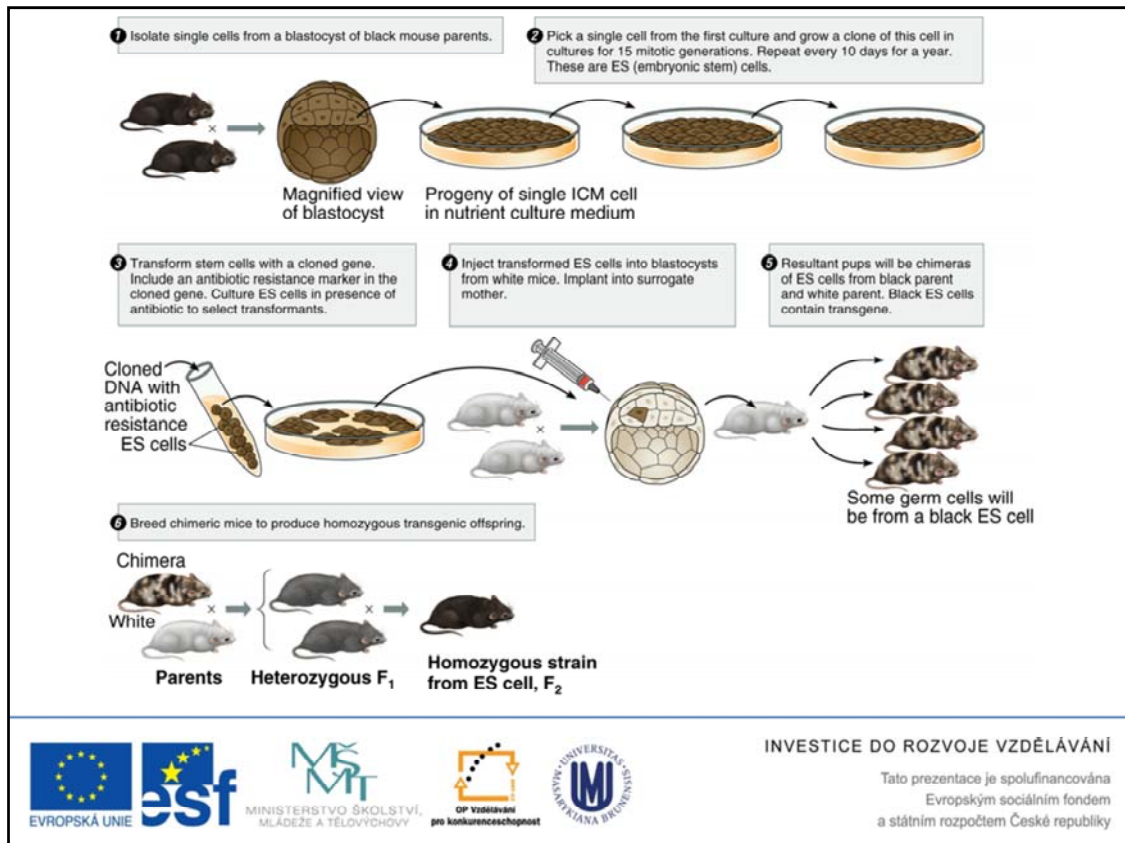 1 Isolate single cells from a blastocyst of black mouse parents.
2 Pick a single cell from the first culture and grow a clone of this cell in
cultures for 15 mitotic generations. Repeat every 10 days for a year.
These are ES (embryonic stem) cells.
×
Magnified view
of blastocyst
Progeny of single ICM cell
in nutrient culture medium
3 Transform stem cells with a cloned gene.
Include an antibiotic resistance marker in the
cloned gene. Culture ES cells in presence of
antibiotic to select transformants.
4 Inject transformed ES cells into blastocysts
from white mice. Implant into surrogate
mother.
5 Resultant pups will be chimeras
of ES cells from black parent
and white parent. Black ES cells
contain transgene.
Cloned
DNA with
antibiotic
resistance
ES cells
×
Some germ cells will
be from a black ES cell
6 Breed chimeric mice to produce homozygous transgenic offspring.
Chimera
×
White
×
Parents
Heterozygous F₁
Homozygous strain
from ES cell, F₂
EVROPSKÁ UNIE
esf
MŠMT
MINISTERSTVO ŠKOLSTVÍ,
MLÁDEŽE A TĚLOVÝCHOVY
OP Vzdělávání
pro konkurenceschopnost
UNIVERSITAS
MASARYKIANA BRUNENSIS
INVESTICE DO ROZVOJE VZDĚLÁVÁNÍ
Tato prezentace je spolufinancována
Evropským sociálním fondem
a státním rozpočtem České republiky